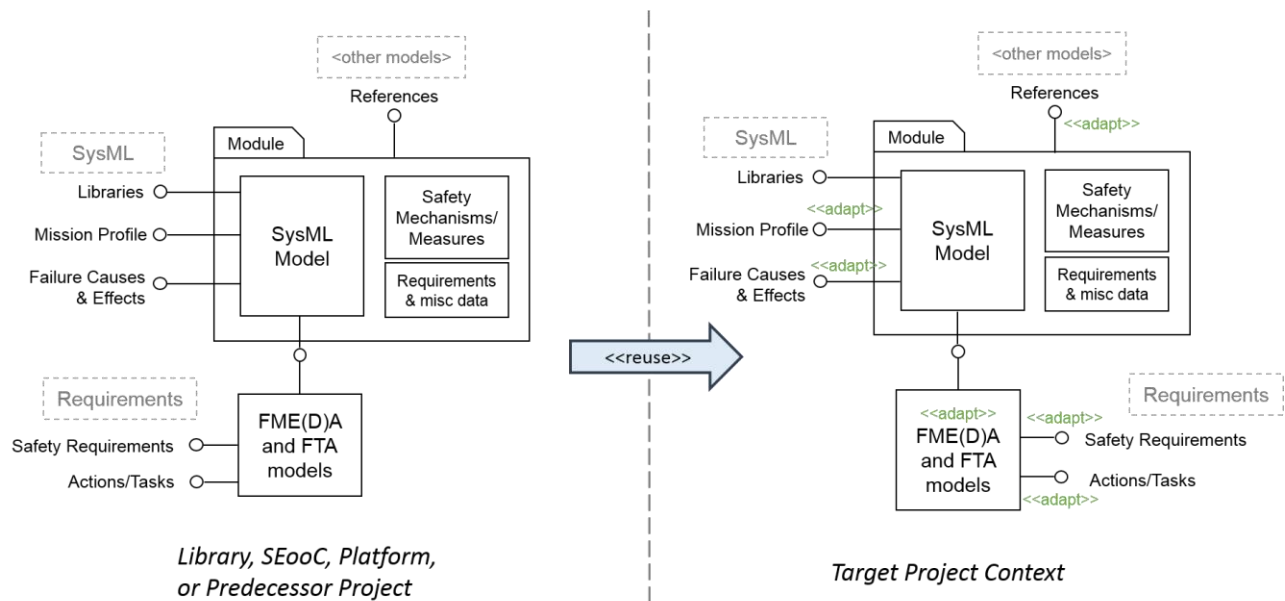 <other models>
References
Module
SysML
Libraries
Mission Profile
Failure Causes
& Effects
SysML
Model
Safety
Mechanisms/
Measures
Requirements
& misc data
Requirements
Safety Requirements
Actions/Tasks
FME(D)A
and FTA
models
Library, SEooC, Platform,
or Predecessor Project
<<reuse>>
<other models>
References
<<adapt>>
Module
SysML
Libraries
<<adapt>>
Mission Profile
<<adapt>>
Failure Causes
& Effects
SysML
Model
Safety
Mechanisms/
Measures
Requirements
& misc data
<<adapt>>
FME(D)A
and FTA
models
Requirements
<<adapt>>
Safety Requirements
Actions/Tasks
<<adapt>>
Target Project Context